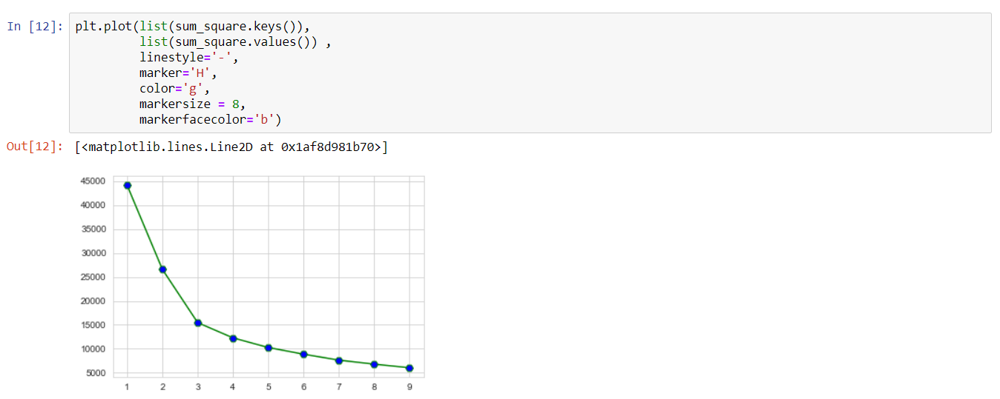 In [12]: plt.plot(list(sum_square.keys()),
list(sum_square.values()) ,
linestyle='-',
marker='H',
color='g',
markersize = 8,
markerfacecolor='b')
Out[12]: [<matplotlib.lines.Line2D at 0x1af8d981b70>]
45000
40000
35000
30000
25000
20000
15000
10000
5000
1 2 3 4 5 6 7 8 9